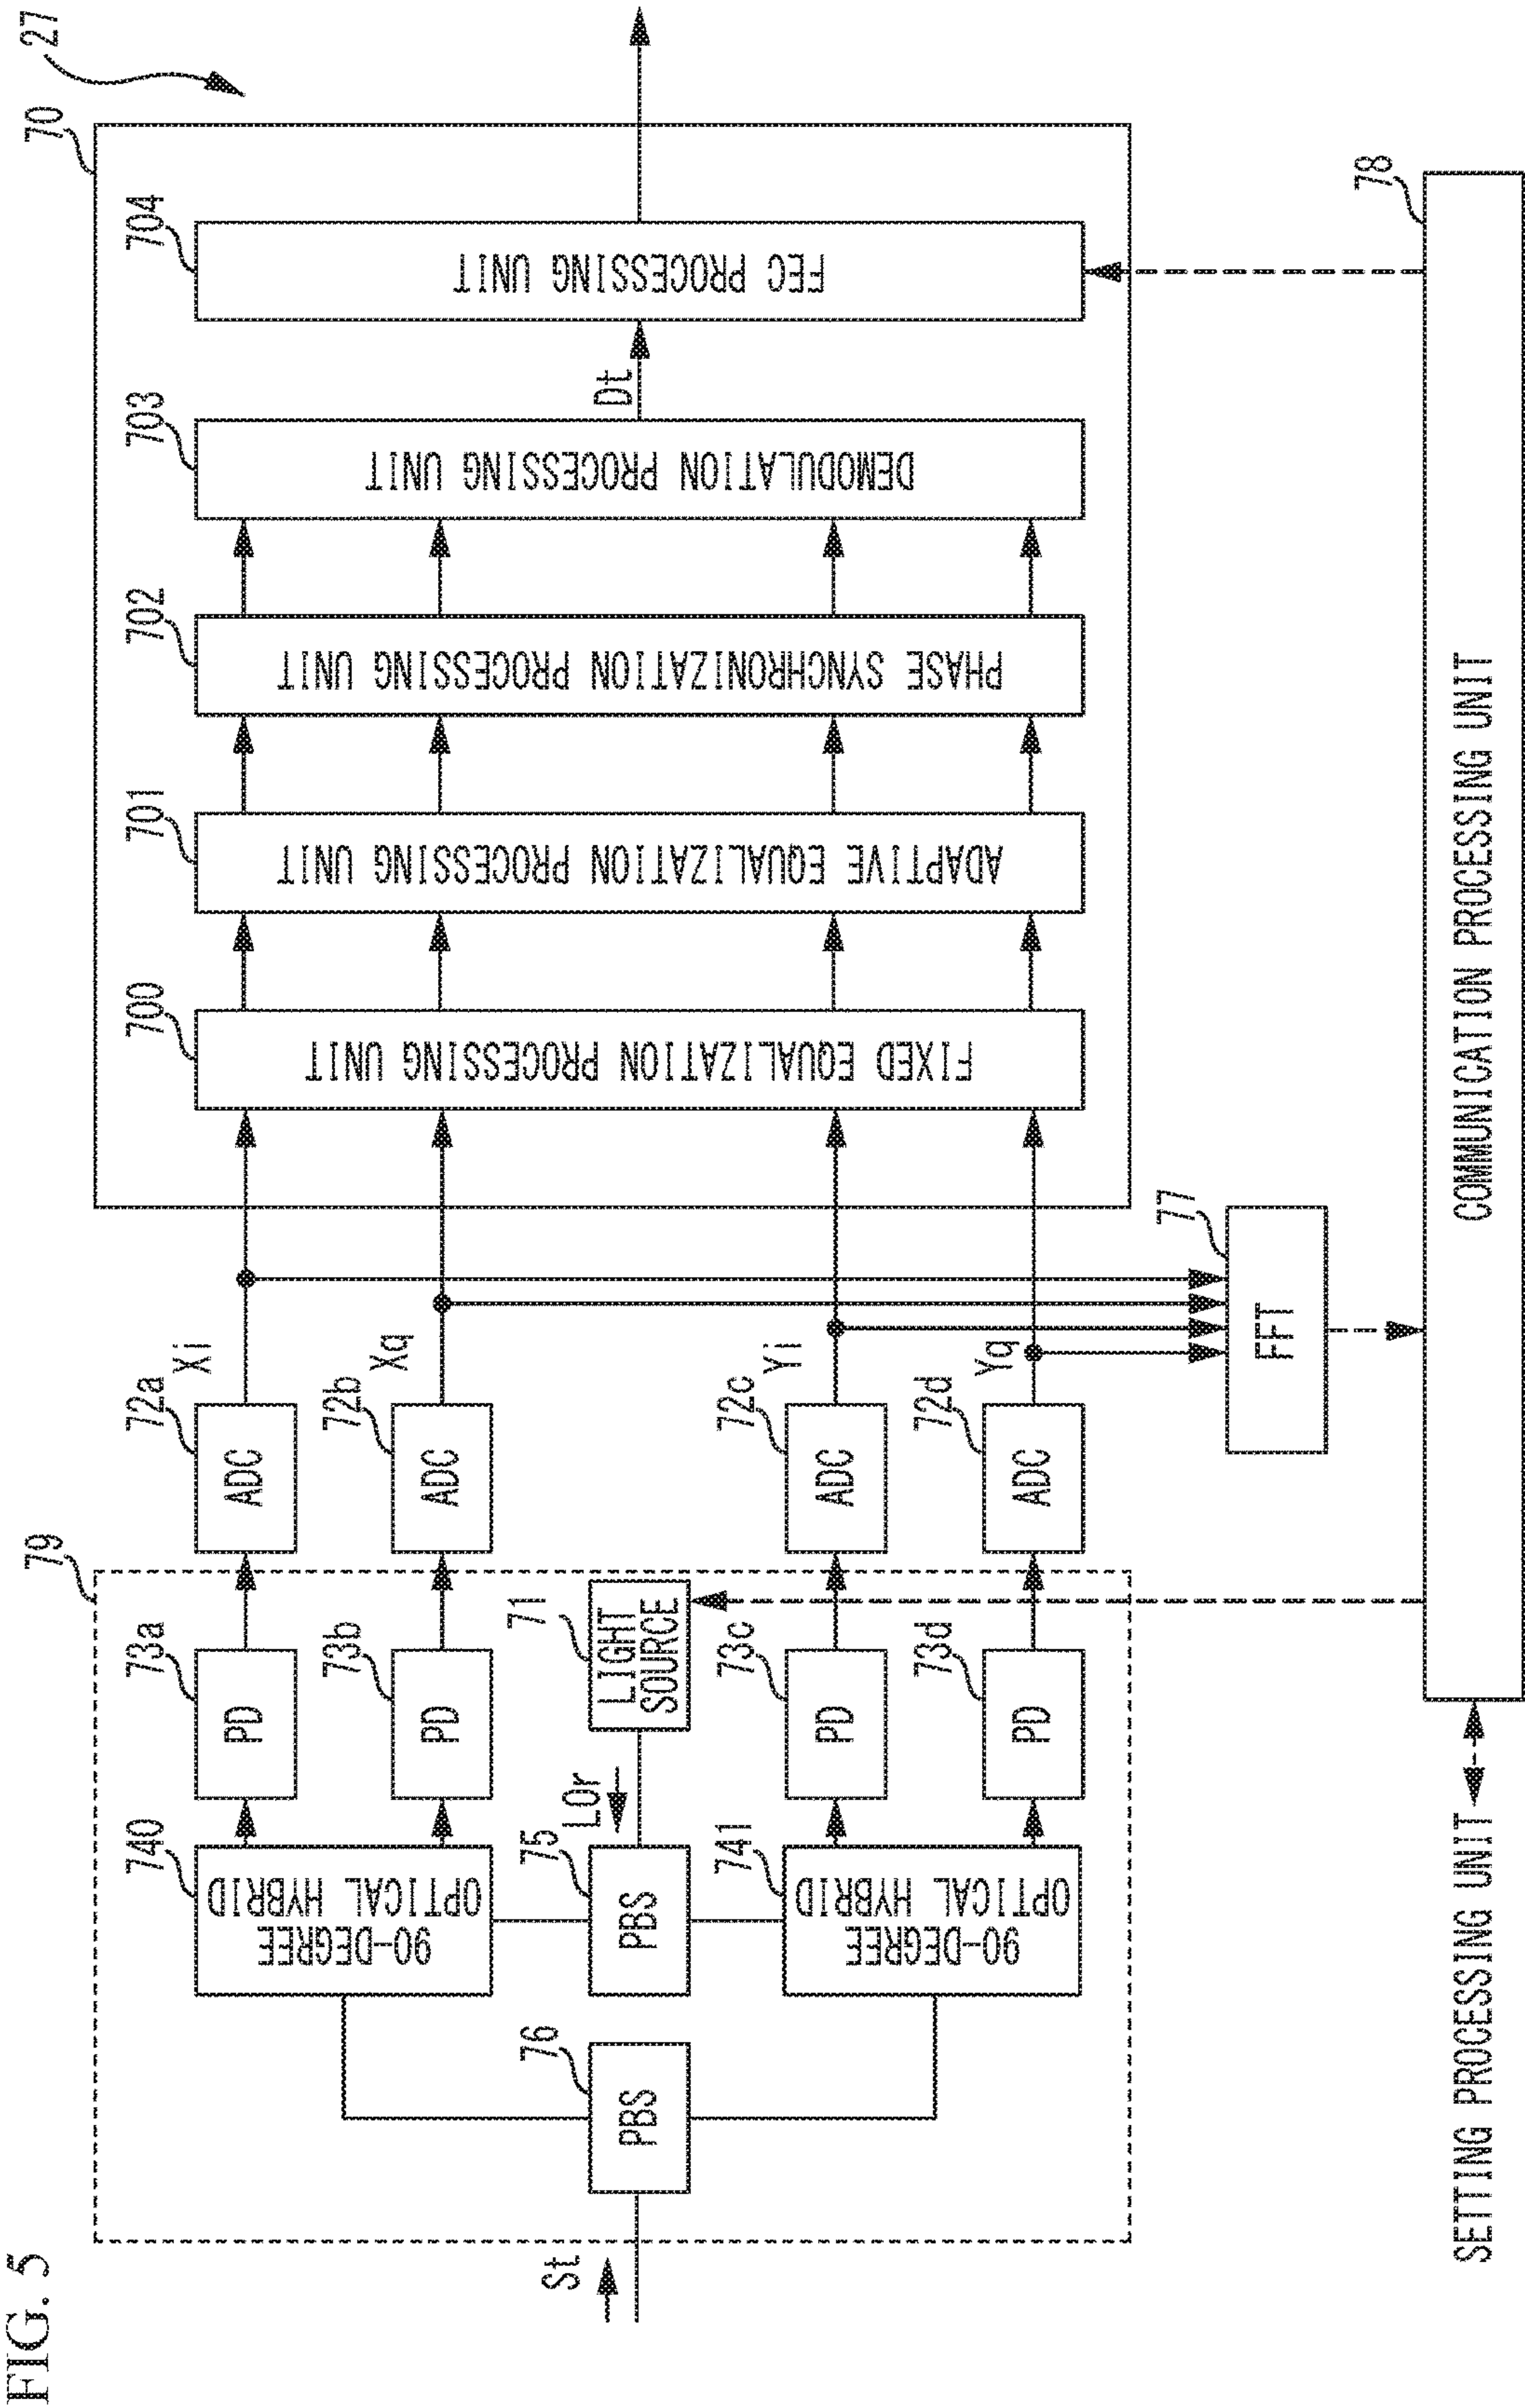 FIG. 5
27
79
70
740
73a
72a
Xi
700
701
702
703
704
90-DEGREE
OPTICAL HYBRID
PD
ADC
73b
72b
Xq
PD
ADC
FIXED EQUALIZATION PROCESSING UNIT
ADAPTIVE EQUALIZATION PROCESSING UNIT
PHASE SYNCHRONIZATION PROCESSING UNIT
DEMODULATION PROCESSING UNIT
Dt
FEC PROCESSING UNIT
St
76
75
LOr
71
PBS
PBS
LIGHT
SOURCE
741
73c
72c
Yi
90-DEGREE
OPTICAL HYBRID
PD
ADC
73d
72d
Yq
PD
ADC
77
FFT
78
SETTING PROCESSING UNIT
COMMUNICATION PROCESSING UNIT